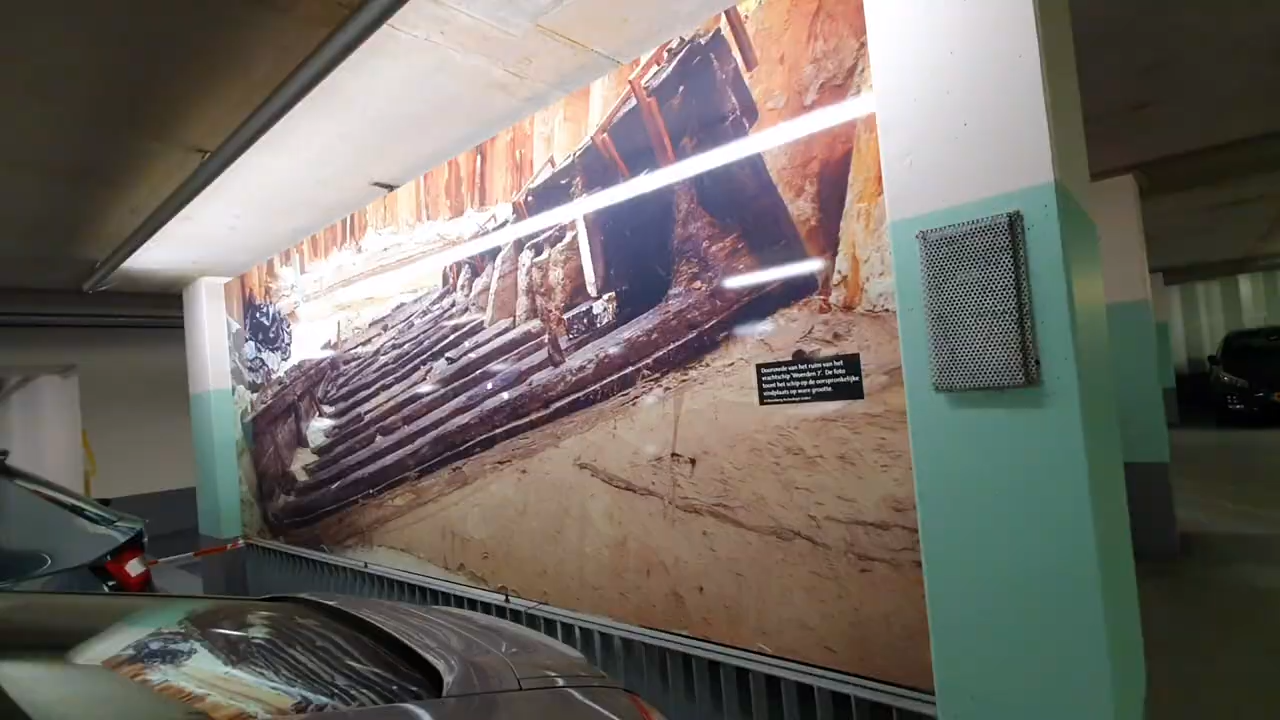 Doorsnede van het ruim van het
vrachtschip 'Woerden 7'. De foto
toont het schip op de oorspronkelijke
vindplaats op ware grootte.